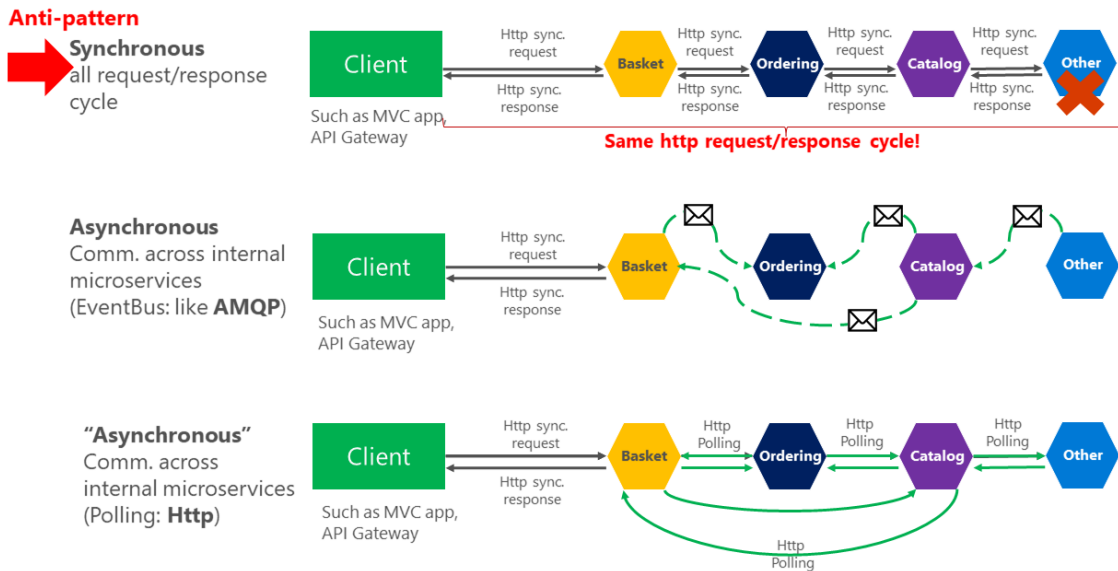 Anti-pattern
Synchronous
all request/response
cycle
Client
Such as MVC app,
API Gateway
Http sync.
request
Http sync.
response
Basket
Http sync.
request
Http sync.
response
Ordering
Http sync.
request
Http sync.
response
Catalog
Http sync.
request
Http sync.
response
Other
Same http request/response cycle!
Asynchronous
Comm. across internal
microservices
(EventBus: like AMQP)
Client
Such as MVC app,
API Gateway
Http sync.
request
Http sync.
response
Basket
Ordering
Catalog
Other
“Asynchronous”
Comm. across
internal microservices
(Polling: Http)
Client
Such as MVC app,
API Gateway
Http sync.
request
Http sync.
response
Basket
Http
Polling
Ordering
Http
Polling
Catalog
Http
Polling
Other
Http
Polling